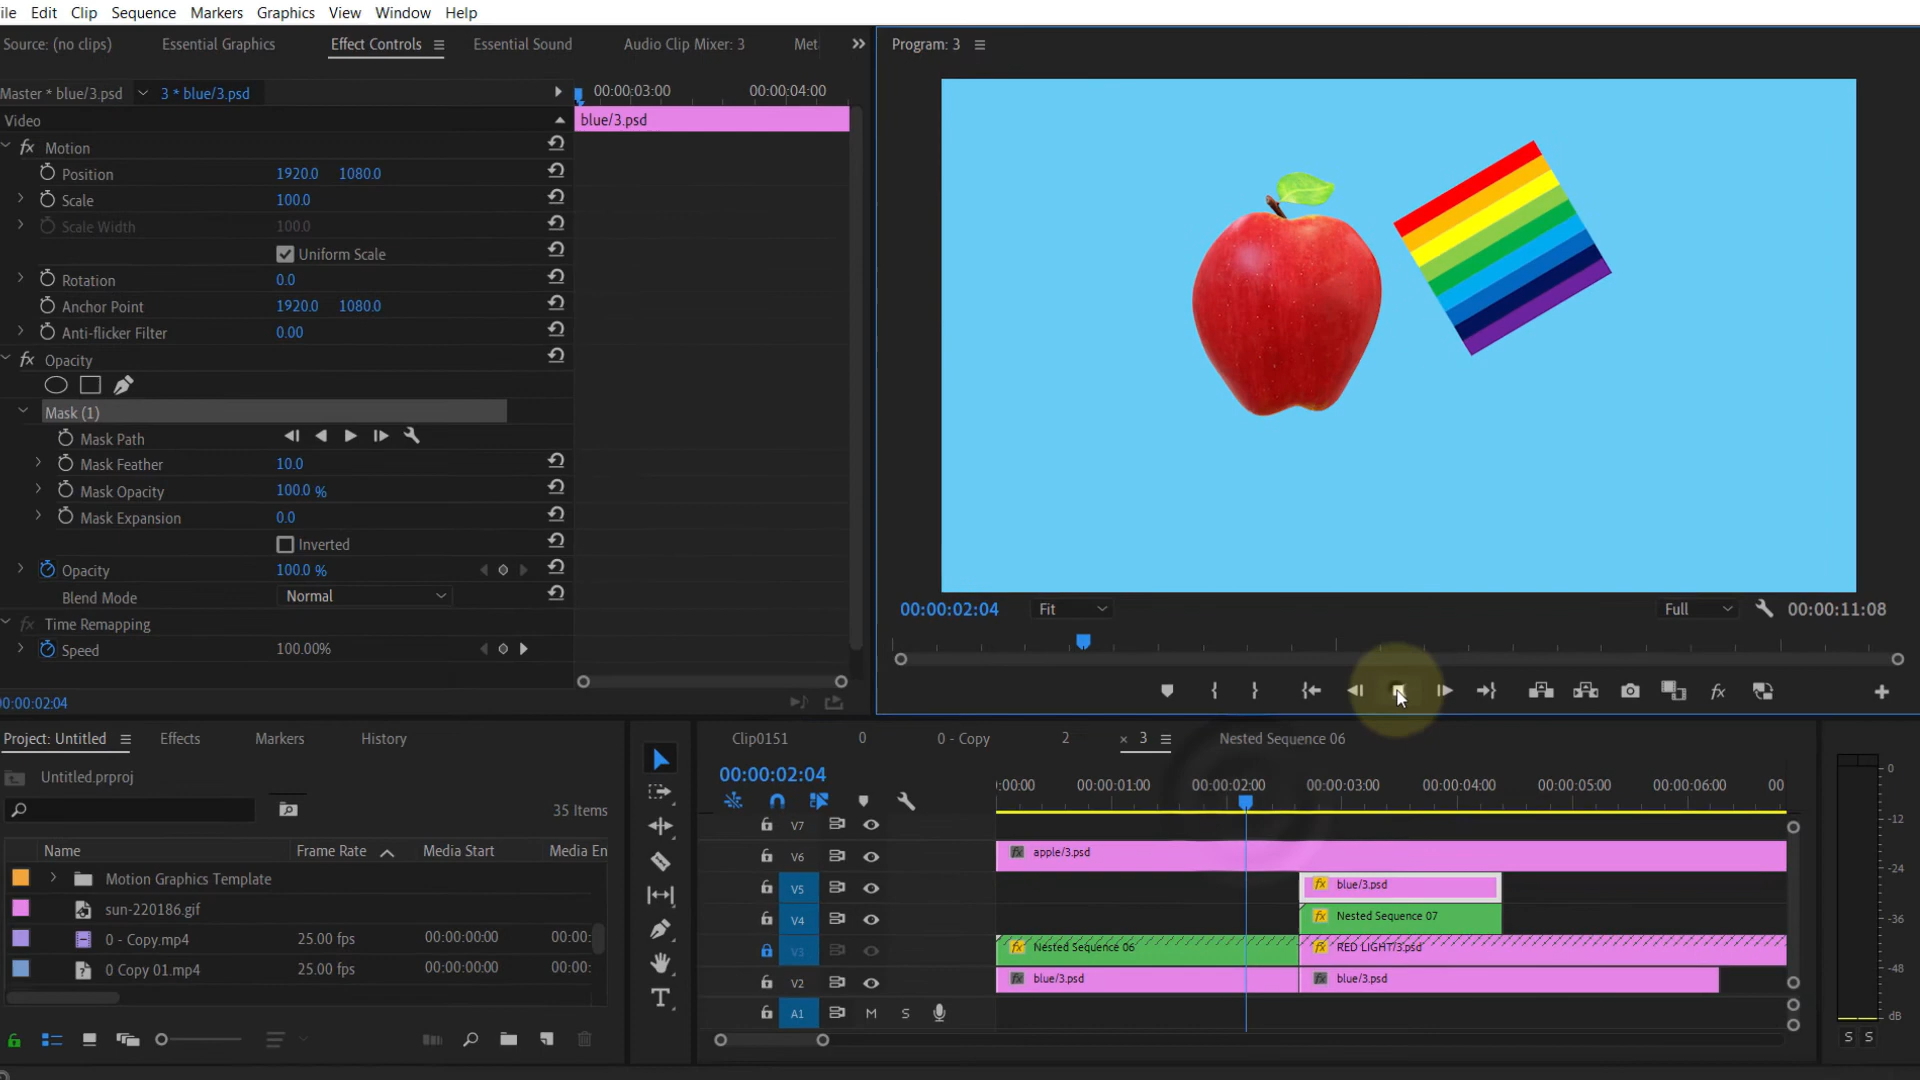 ile Edit Clip Sequence Markers Graphics View Window Help
Source: (no clips) Essential Graphics Effect Controls Essential Sound Audio Clip Mixer: 3 Met
Program: 3
Master * blue/3.psd 3 * blue/3.psd
00:00:03:00 00:00:04:00
Video
blue/3.psd
fx Motion
Position 1920.0 1080.0
Scale 100.0
Scale Width 100.0
Uniform Scale
Rotation 0.0
Anchor Point 1920.0 1080.0
Anti-flicker Filter 0.00
fx Opacity
Mask (1)
Mask Path
Mask Feather 10.0
Mask Opacity 100.0 %
Mask Expansion 0.0
Inverted
Opacity 100.0 %
Blend Mode Normal
fx Time Remapping
Speed 100.00%
00:00:02:04
00:00:02:04 Fit Full 00:00:11:08
fx
Project: Untitled Effects Markers History
Untitled.prproj
35 Items
Name Frame Rate Media Start Media En
Motion Graphics Template
sun-220186.gif
0 - Copy.mp4 25.00 fps 00:00:00:00 00:00:
0 Copy 01.mp4 25.00 fps 00:00:00:00 00:00:
Clip0151 0 0 - Copy 2 × 3 Nested Sequence 06
00:00:02:04
:00:00 00:00:01:00 00:00:02:00 00:00:03:00 00:00:04:00 00:00:05:00 00:00:06:00 00
V7
V6 fx apple/3.psd
V5 fx blue/3.psd
V4 fx Nested Sequence 07
V3 fx Nested Sequence 06 fx RED LIGHT/3.psd
V2 fx blue/3.psd fx blue/3.psd
A1 M S
T
0
-12
-24
-36
-48
dB
S S